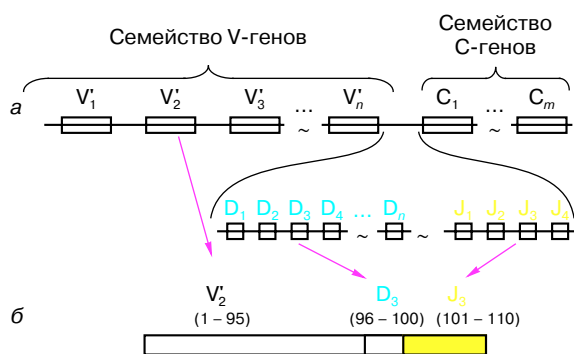 Семейство V-генов
Семейство
C-генов
а
V'1 V'2 V'3 ... V'n C1 ... Cm
~ ~
D1 D2 D3 D4 ... Dn J1 J2 J3 J4
~ ~
б
V'2 D3 J3
(1 – 95) (96 – 100) (101 – 110)